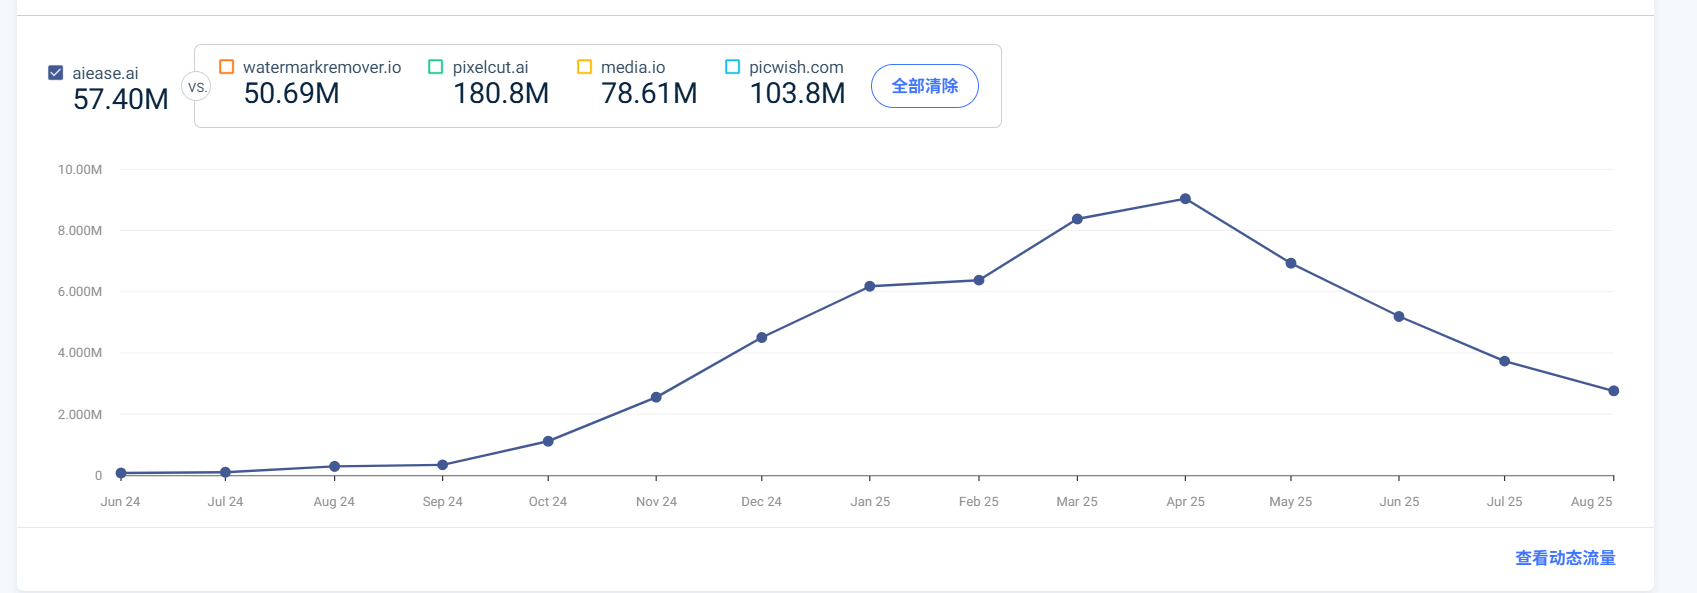 aiease.ai
57.40M
VS.
watermarkremover.io
50.69M
pixelcut.ai
180.8M
media.io
78.61M
picwish.com
103.8M
全部清除
10.00M
8.000M
6.000M
4.000M
2.000M
0
Jun 24 Jul 24 Aug 24 Sep 24 Oct 24 Nov 24 Dec 24 Jan 25 Feb 25 Mar 25 Apr 25 May 25 Jun 25 Jul 25 Aug 25
查看动态流量